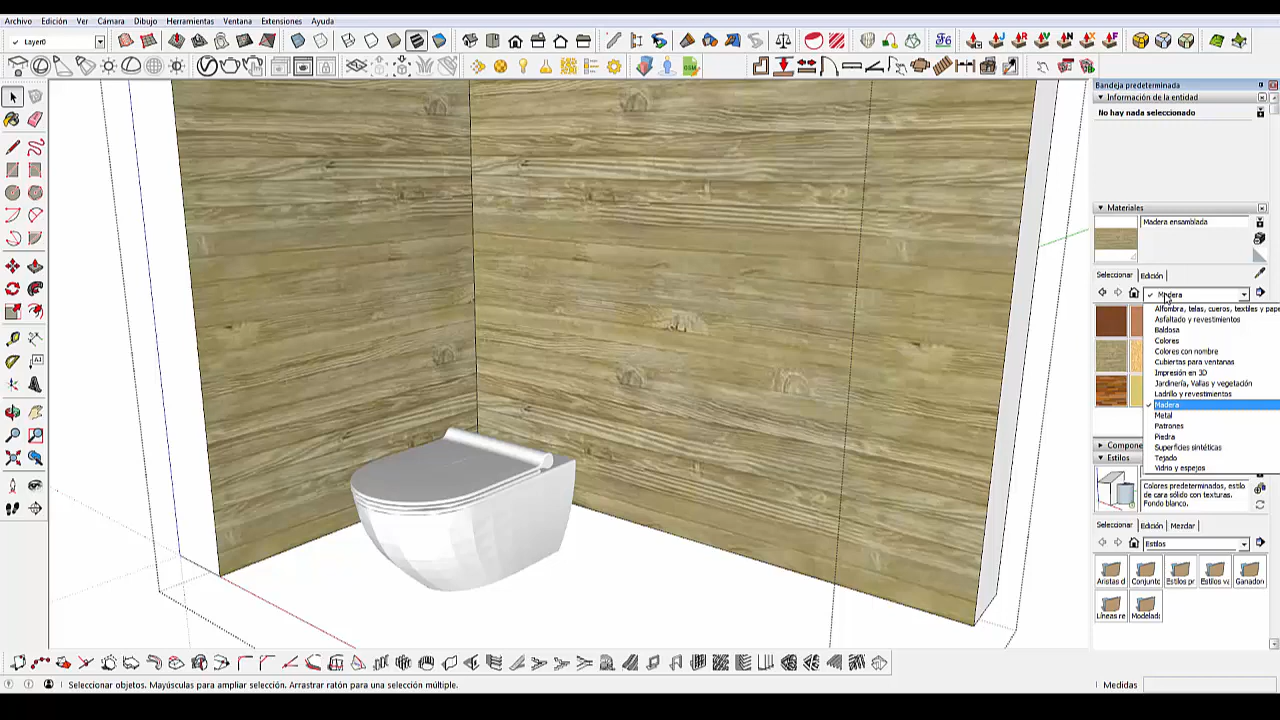 Archivo Edición Ver Cámara Dibujo Herramientas Ventana Extensiones Ayuda
Layer0
Bandeja predeterminada
Información de la entidad
No hay nada seleccionado
Materiales
Madera ensamblada
Seleccionar Edición
Madera
Alfombra, telas, cueros, textiles y pape
Asfaltado y revestimientos
Baldosa
Colores
Colores con nombre
Cubiertas para ventanas
Impresión en 3D
Jardinería, Vallas y vegetación
Ladrillo y revestimientos
Madera
Metal
Patrones
Piedra
Superficies sintéticas
Tejado
Vidrio y espejos
Compone
Estilos
Colores predeterminados, estilo
de cara sólido con texturas.
Fondo blanco.
Seleccionar Edición Mezclar
Estilos
Aristas d Conjunto Estilos pr Estilos va Ganador
Líneas re Modelad
Seleccionar objetos. Mayúsculas para ampliar selección. Arrastrar ratón para una selección múltiple.
Medidas